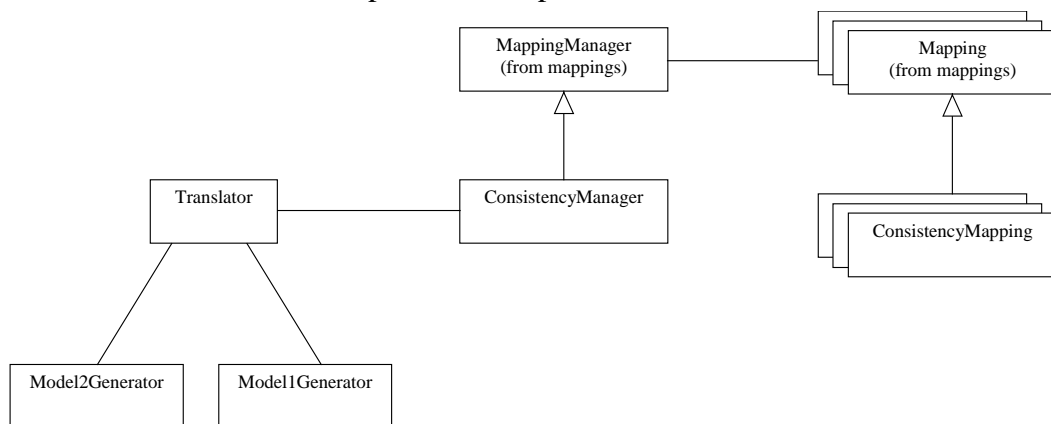 MappingManager
(from mappings)
Mapping
(from mappings)
Translator
ConsistencyManager
ConsistencyMapping
Model2Generator
Model1Generator